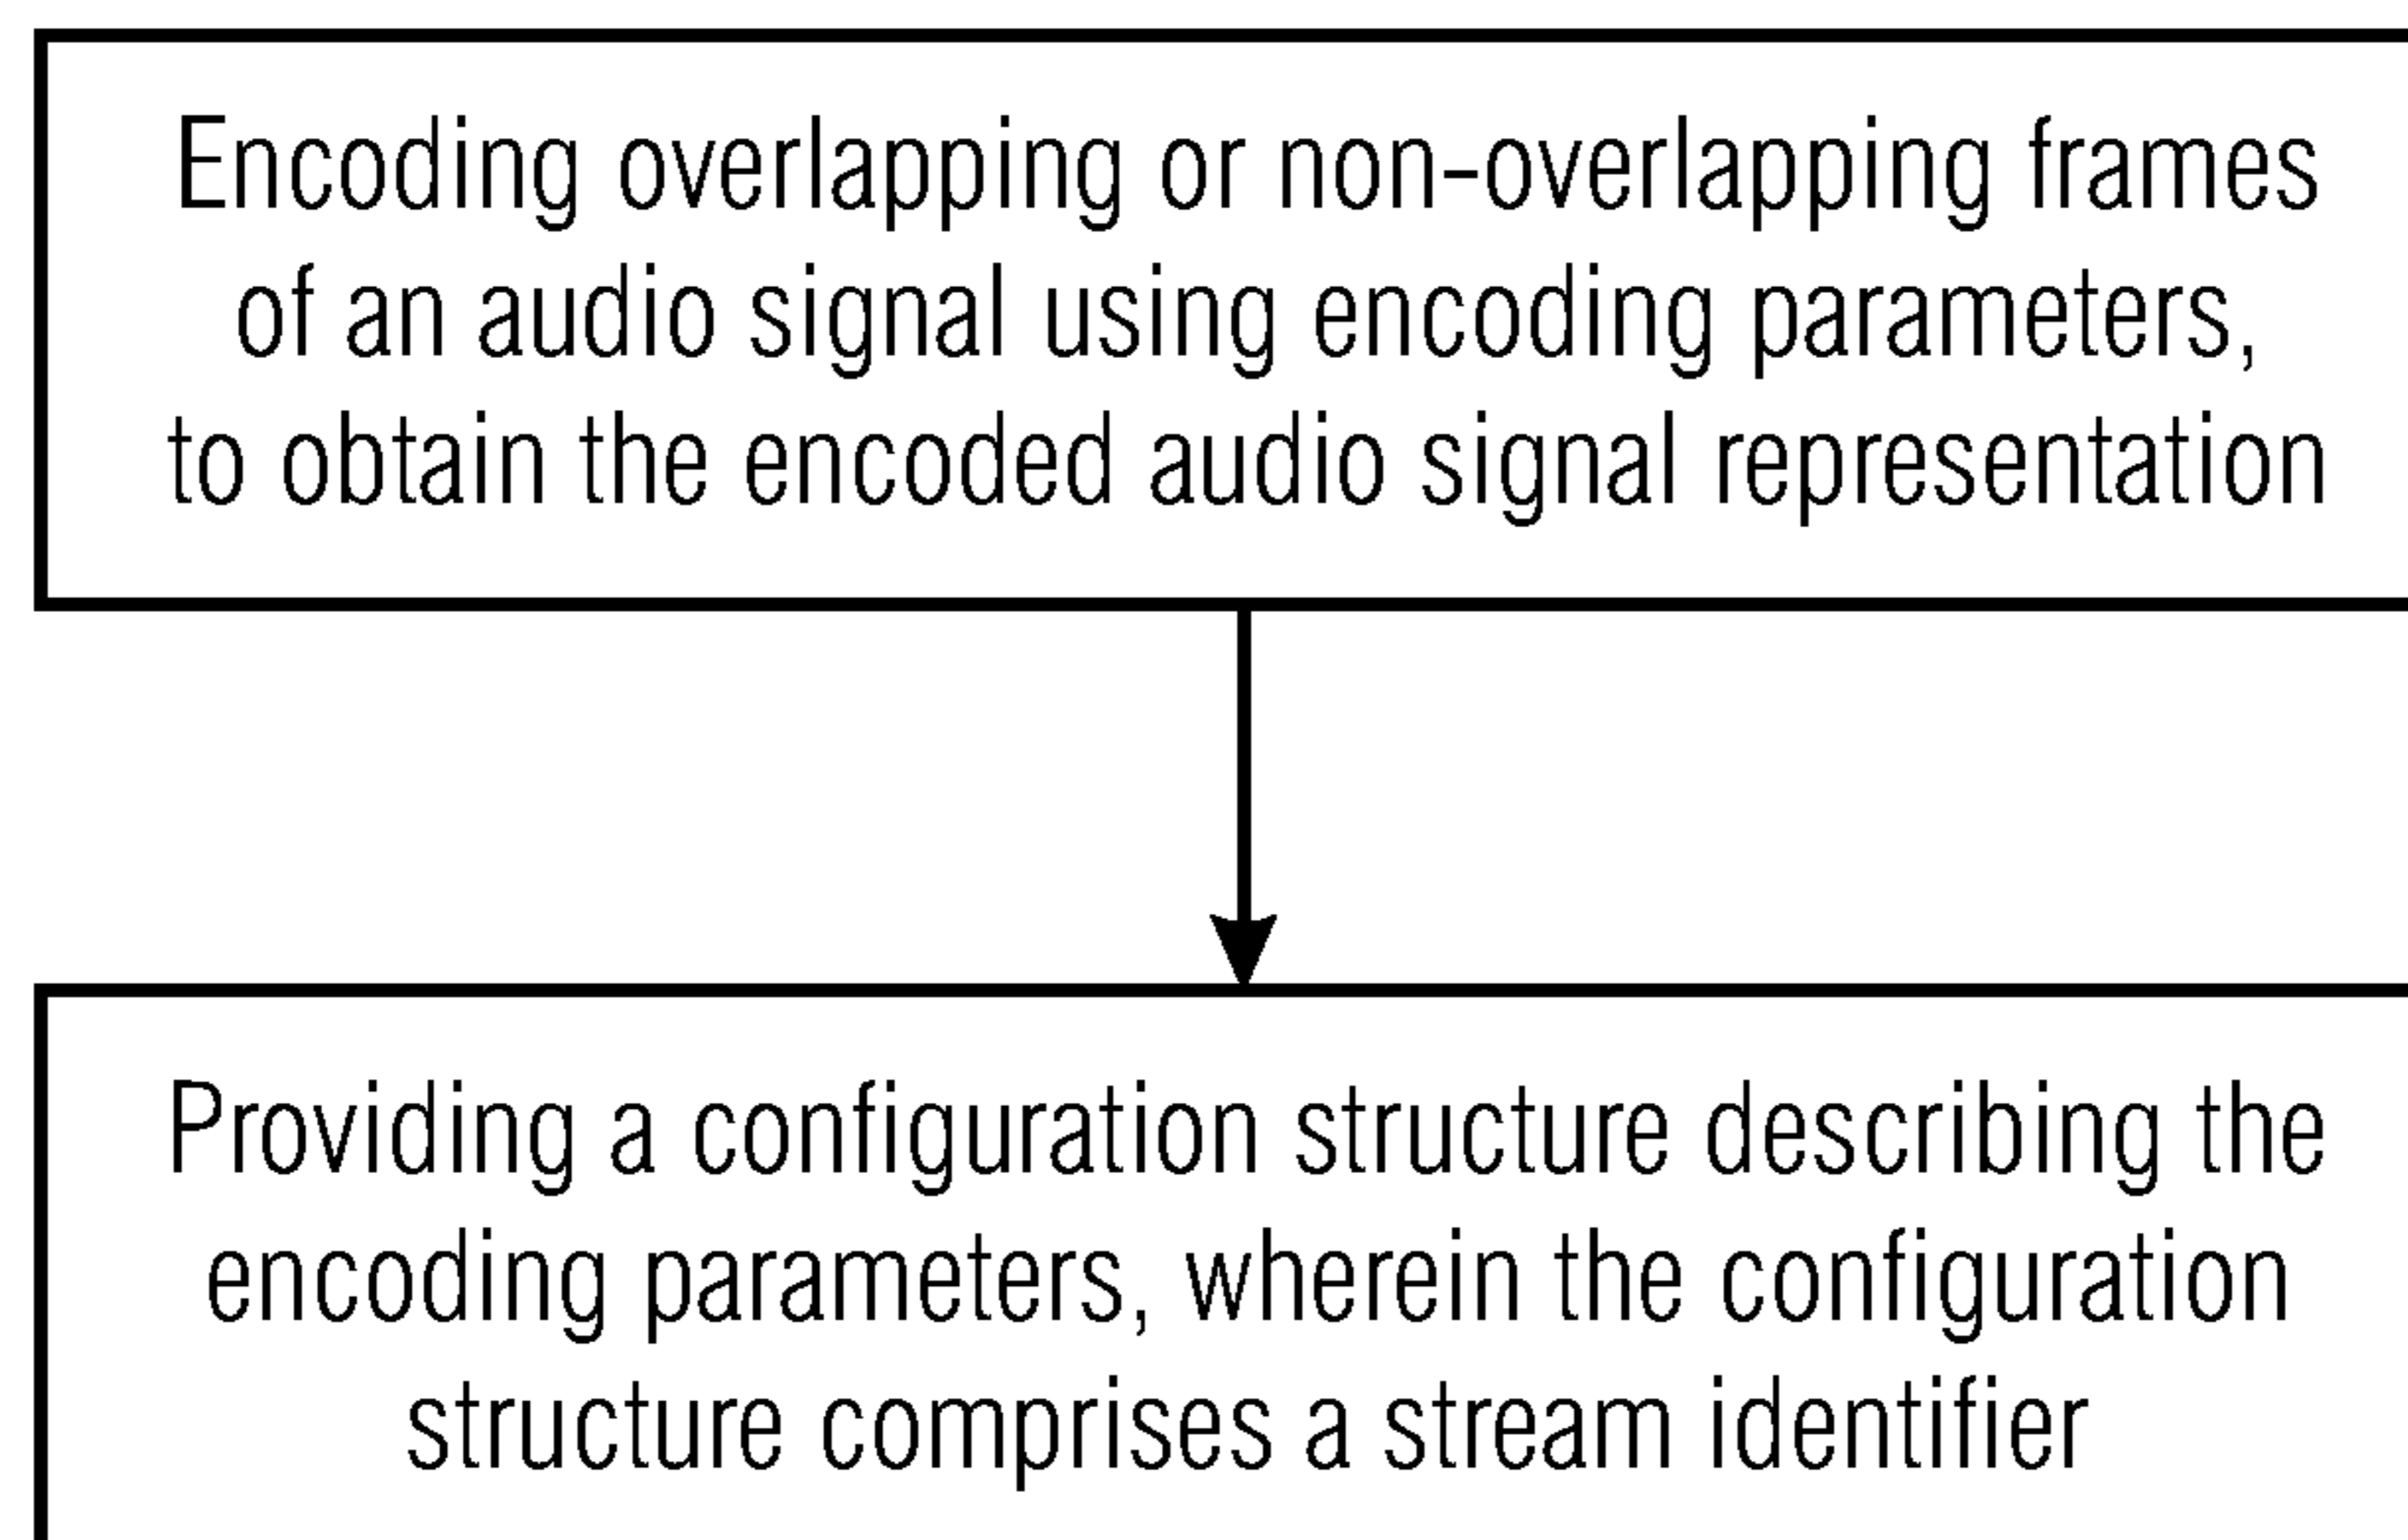 Encoding overlapping or non-overlapping frames
of an audio signal using encoding parameters,
to obtain the encoded audio signal representation
Providing a configuration structure describing the
encoding parameters, wherein the configuration
structure comprises a stream identifier